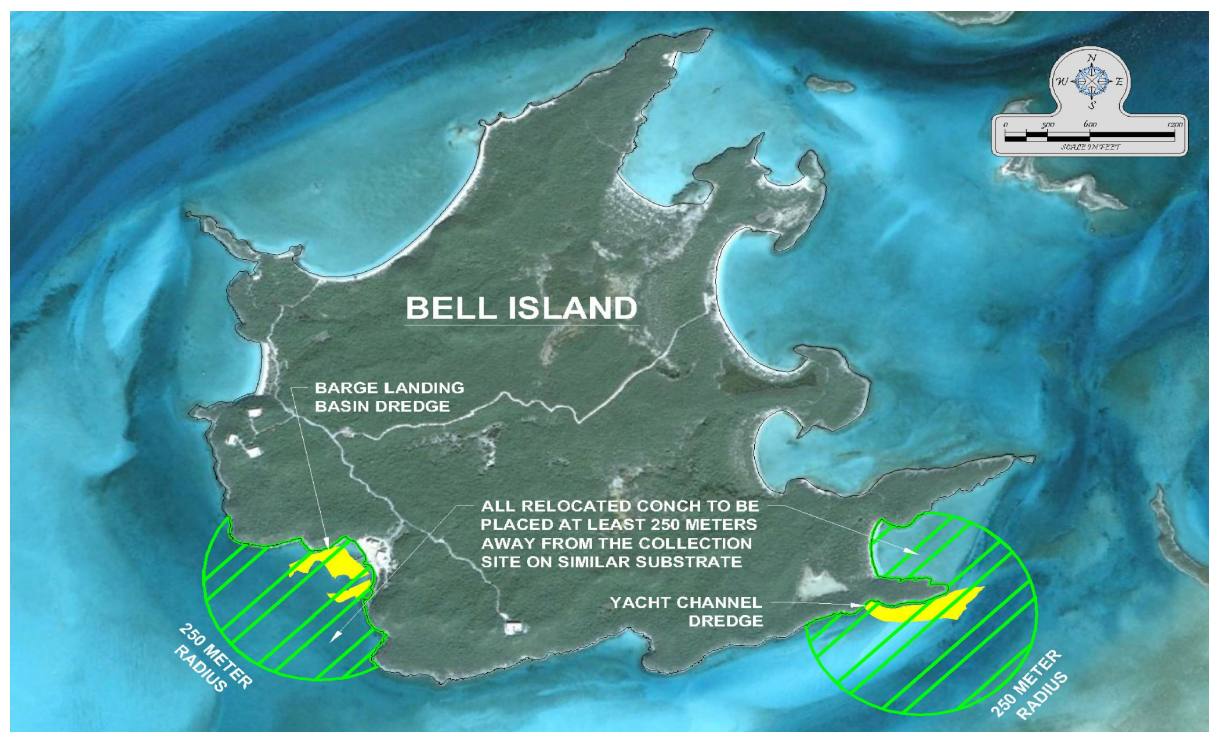 N
W E
S
0 300 600 1200
SCALE IN FEET
BELL ISLAND
BARGE LANDING
BASIN DREDGE
ALL RELOCATED CONCH TO BE
PLACED AT LEAST 250 METERS
AWAY FROM THE COLLECTION
SITE ON SIMILAR SUBSTRATE
YACHT CHANNEL
DREDGE
250 METER
RADIUS
250 METER
RADIUS